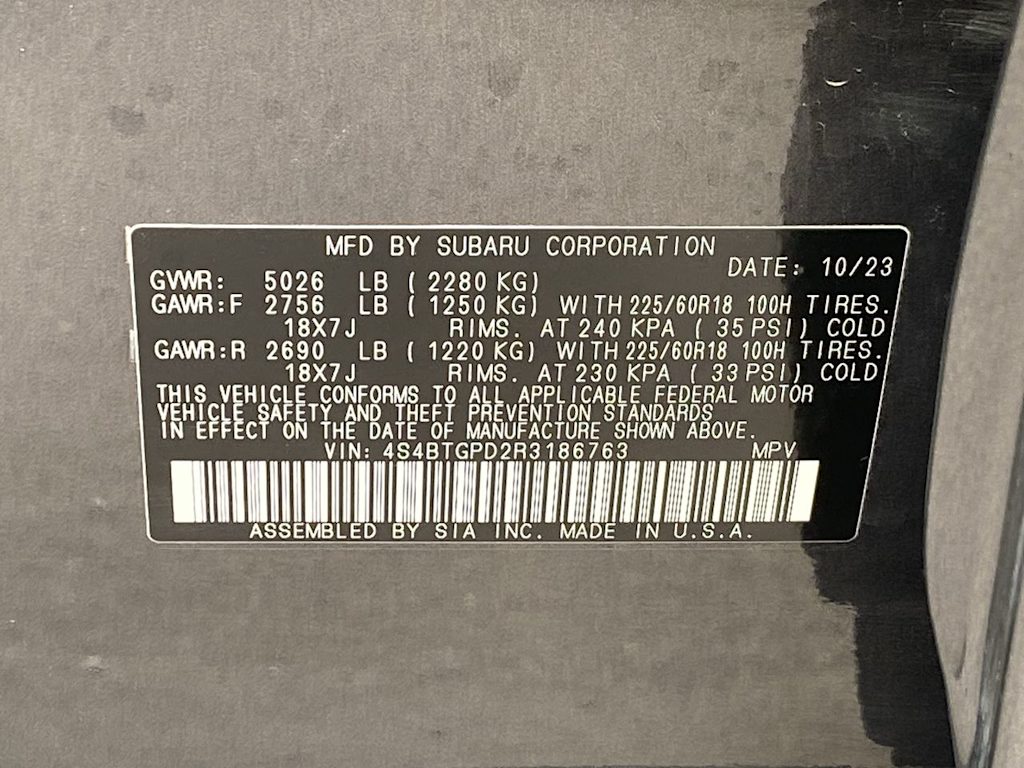 MFD BY SUBARU CORPORATION
DATE: 10/23
GVWR: 5026 LB ( 2280 KG)
GAWR:F 2756 LB ( 1250 KG) WITH 225/60R18 100H TIRES.
18X7J RIMS. AT 240 KPA ( 35 PSI) COLD
GAWR:R 2690 LB ( 1220 KG) WITH 225/60R18 100H TIRES.
18X7J RIMS. AT 230 KPA ( 33 PSI) COLD
THIS VEHICLE CONFORMS TO ALL APPLICABLE FEDERAL MOTOR
VEHICLE SAFETY AND THEFT PREVENTION STANDARDS
IN EFFECT ON THE DATE OF MANUFACTURE SHOWN ABOVE.
VIN: 4S4BTGPD2R3186763 MPV
ASSEMBLED BY SIA INC. MADE IN U.S.A.